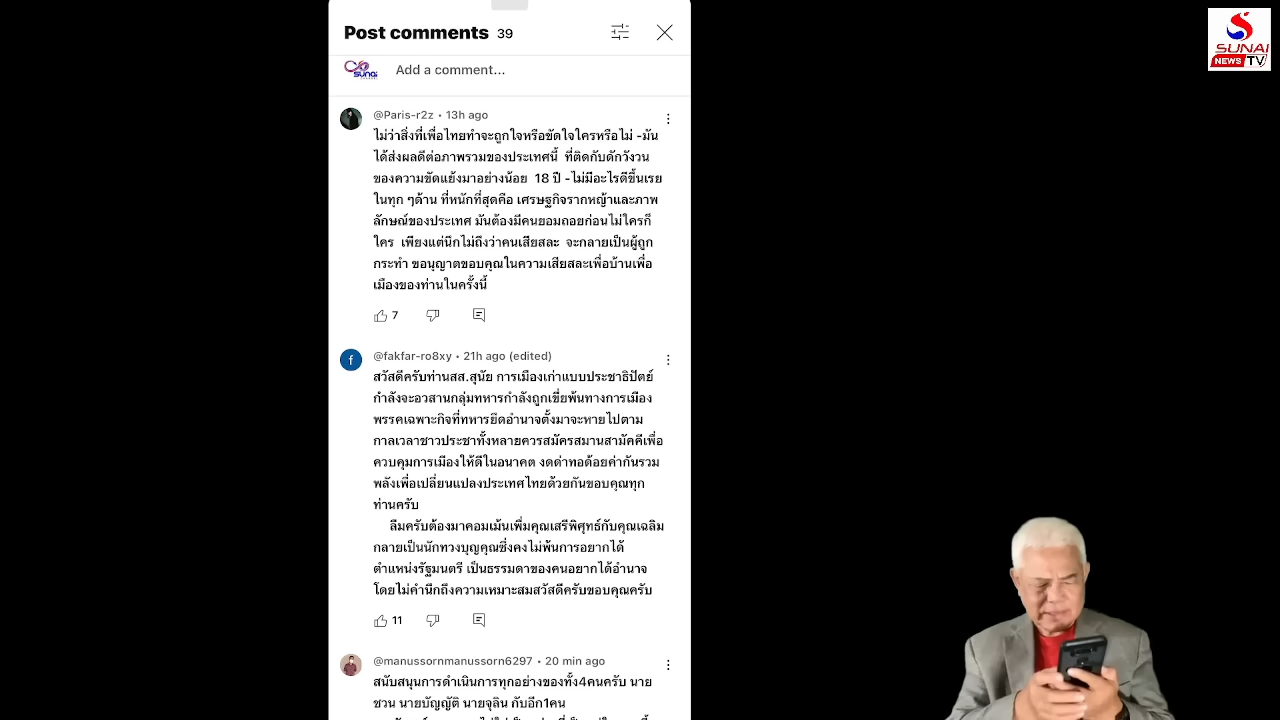 Post comments 39
Add a comment...
@Paris-r2z • 13h ago
ไม่ว่าสิ่งที่เพื่อไทยทำจะถูกใจหรือขัดใจใครหรือไม่ -มัน
ได้ส่งผลดีต่อภาพรวมของประเทศนี้ ที่ติดกับดักวังวน
ของความขัดแย้งมาอย่างน้อย 18 ปี -ไม่มีอะไรดีขึ้นเรย
ในทุก ๆด้าน ที่หนักที่สุดคือ เศรษฐกิจรากหญ้าและภาพ
ลักษณ์ของประเทศ มันต้องมีคนยอมถอยก่อนไม่ใครก็
ใคร เพียงแต่นึกไม่ถึงว่าคนเสียสละ จะกลายเป็นผู้ถูก
กระทำ ขอนุญาตขอบคุณในความเสียสละเพื่อบ้านเพื่อ
เมืองของท่านในครั้งนี้
7
f
@fakfar-ro8xy • 21h ago (edited)
สวัสดีครับท่านสส.สุนัย การเมืองเก่าแบบประชาธิปัตย์
กำลังจะอวสานกลุ่มทหารกำลังถูกเขี่ยพ้นทางการเมือง
พรรคเฉพาะกิจที่ทหารยึดอำนาจตั้งมาจะหายไปตาม
กาลเวลาชาวประชาทั้งหลายควรสมัครสมานสามัคคีเพื่อ
ควบคุมการเมืองให้ดีในอนาคต งดด่าทอด้อยค่ากันรวม
พลังเพื่อเปลี่ยนแปลงประเทศไทยด้วยกันขอบคุณทุก
ท่านครับ
ลืมครับต้องมาคอมเม้นเพิ่มคุณเสรีพิศุทธ์กับคุณเฉลิม
กลายเป็นนักทวงบุญคุณซึ่งคงไม่พ้นการอยากได้
ตำแหน่งรัฐมนตรี เป็นธรรมดาของคนอยากได้อำนาจ
โดยไม่คำนึกถึงความเหมาะสมสวัสดีครับขอบคุณครับ
11
@manussornmanussorn6297 • 20 min ago
สนับสนุนการดำเนินการทุกอย่างของทั้ง4คนครับ นาย
ชวน นายบัญญัติ นายจุลิน กับอีก1คน
SUNAI
NEWS TV